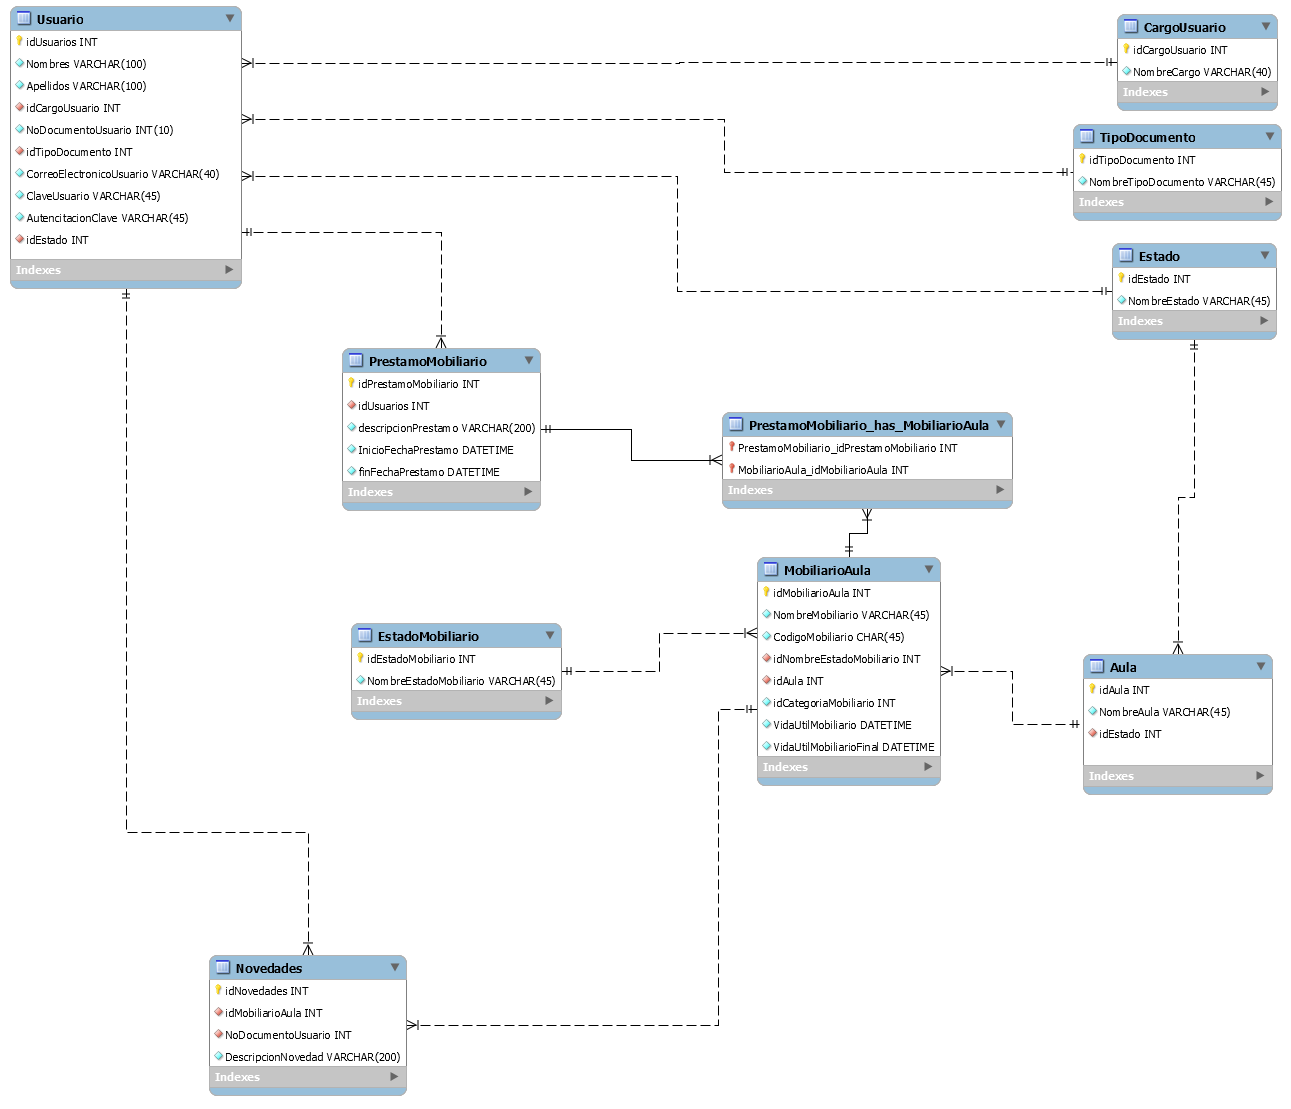 Usuario
idUsuarios INT
Nombres VARCHAR(100)
Apellidos VARCHAR(100)
idCargoUsuario INT
NoDocumentoUsuario INT(10)
idTipoDocumento INT
CorreoElectronicoUsuario VARCHAR(40)
ClaveUsuario VARCHAR(45)
AutencitacionClave VARCHAR(45)
idEstado INT
Indexes
CargoUsuario
idCargoUsuario INT
NombreCargo VARCHAR(40)
Indexes
TipoDocumento
idTipoDocumento INT
NombreTipoDocumento VARCHAR(45)
Indexes
Estado
idEstado INT
NombreEstado VARCHAR(45)
Indexes
PrestamoMobiliario
idPrestamoMobiliario INT
idUsuarios INT
descripcionPrestamo VARCHAR(200)
InicioFechaPrestamo DATETIME
finFechaPrestamo DATETIME
Indexes
PrestamoMobiliario_has_MobiliarioAula
PrestamoMobiliario_idPrestamoMobiliario INT
MobiliarioAula_idMobiliarioAula INT
Indexes
MobiliarioAula
idMobiliarioAula INT
NombreMobiliario VARCHAR(45)
CodigoMobiliario CHAR(45)
idNombreEstadoMobiliario INT
idAula INT
idCategoriaMobiliario INT
VidaUtilMobiliario DATETIME
VidaUtilMobiliarioFinal DATETIME
Indexes
EstadoMobiliario
idEstadoMobiliario INT
NombreEstadoMobiliario VARCHAR(45)
Indexes
Aula
idAula INT
NombreAula VARCHAR(45)
idEstado INT
Indexes
Novedades
idNovedades INT
idMobiliarioAula INT
NoDocumentoUsuario INT
DescripcionNovedad VARCHAR(200)
Indexes